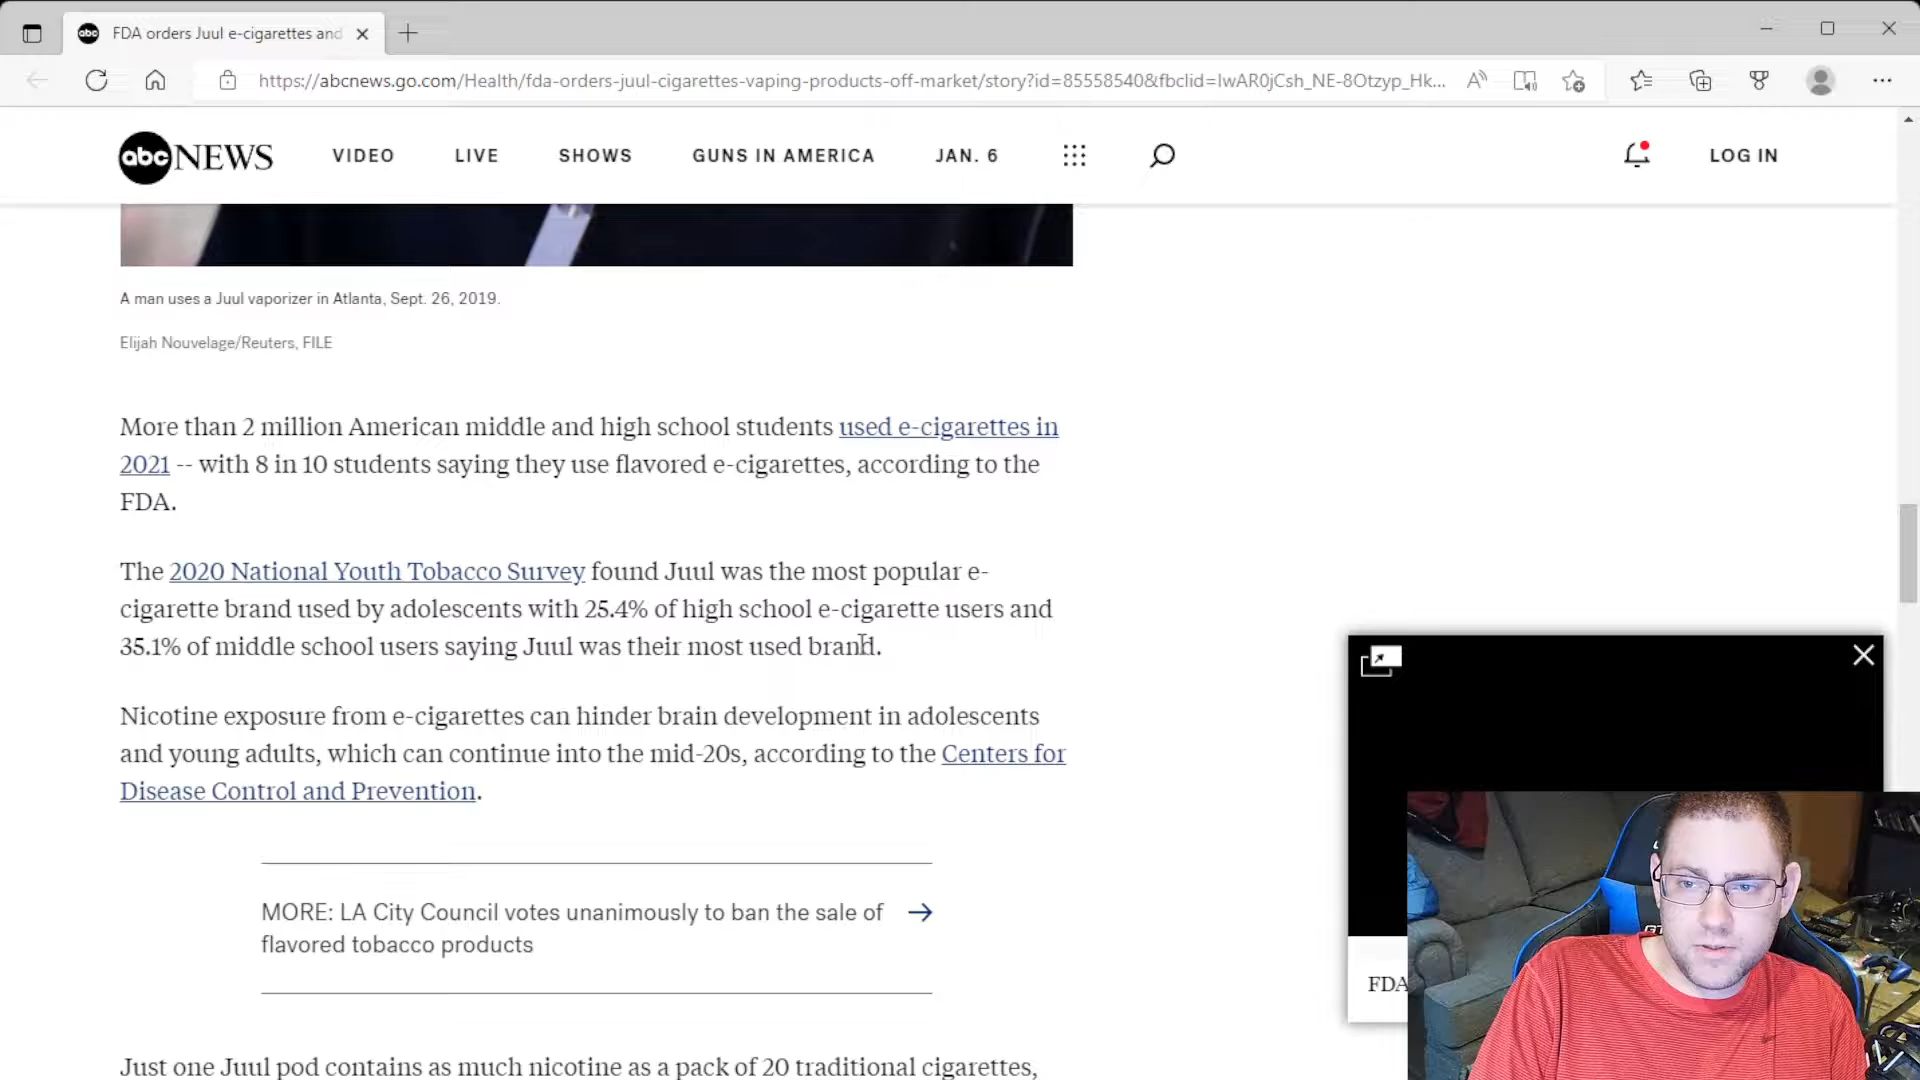 abc FDA orders Juul e-cigarettes and
https://abcnews.go.com/Health/fda-orders-juul-cigarettes-vaping-products-off-market/story?id=85558540&fbclid=IwAR0jCsh_NE-8Otzyp_Hk...
abc NEWS VIDEO LIVE SHOWS GUNS IN AMERICA JAN. 6 LOG IN
A man uses a Juul vaporizer in Atlanta, Sept. 26, 2019.
Elijah Nouvelage/Reuters, FILE
More than 2 million American middle and high school students used e-cigarettes in
2021 -- with 8 in 10 students saying they use flavored e-cigarettes, according to the
FDA.
The 2020 National Youth Tobacco Survey found Juul was the most popular e-
cigarette brand used by adolescents with 25.4% of high school e-cigarette users and
35.1% of middle school users saying Juul was their most used brand.
Nicotine exposure from e-cigarettes can hinder brain development in adolescents
and young adults, which can continue into the mid-20s, according to the Centers for
Disease Control and Prevention.
MORE: LA City Council votes unanimously to ban the sale of
flavored tobacco products
FDA
Just one Juul pod contains as much nicotine as a pack of 20 traditional cigarettes,